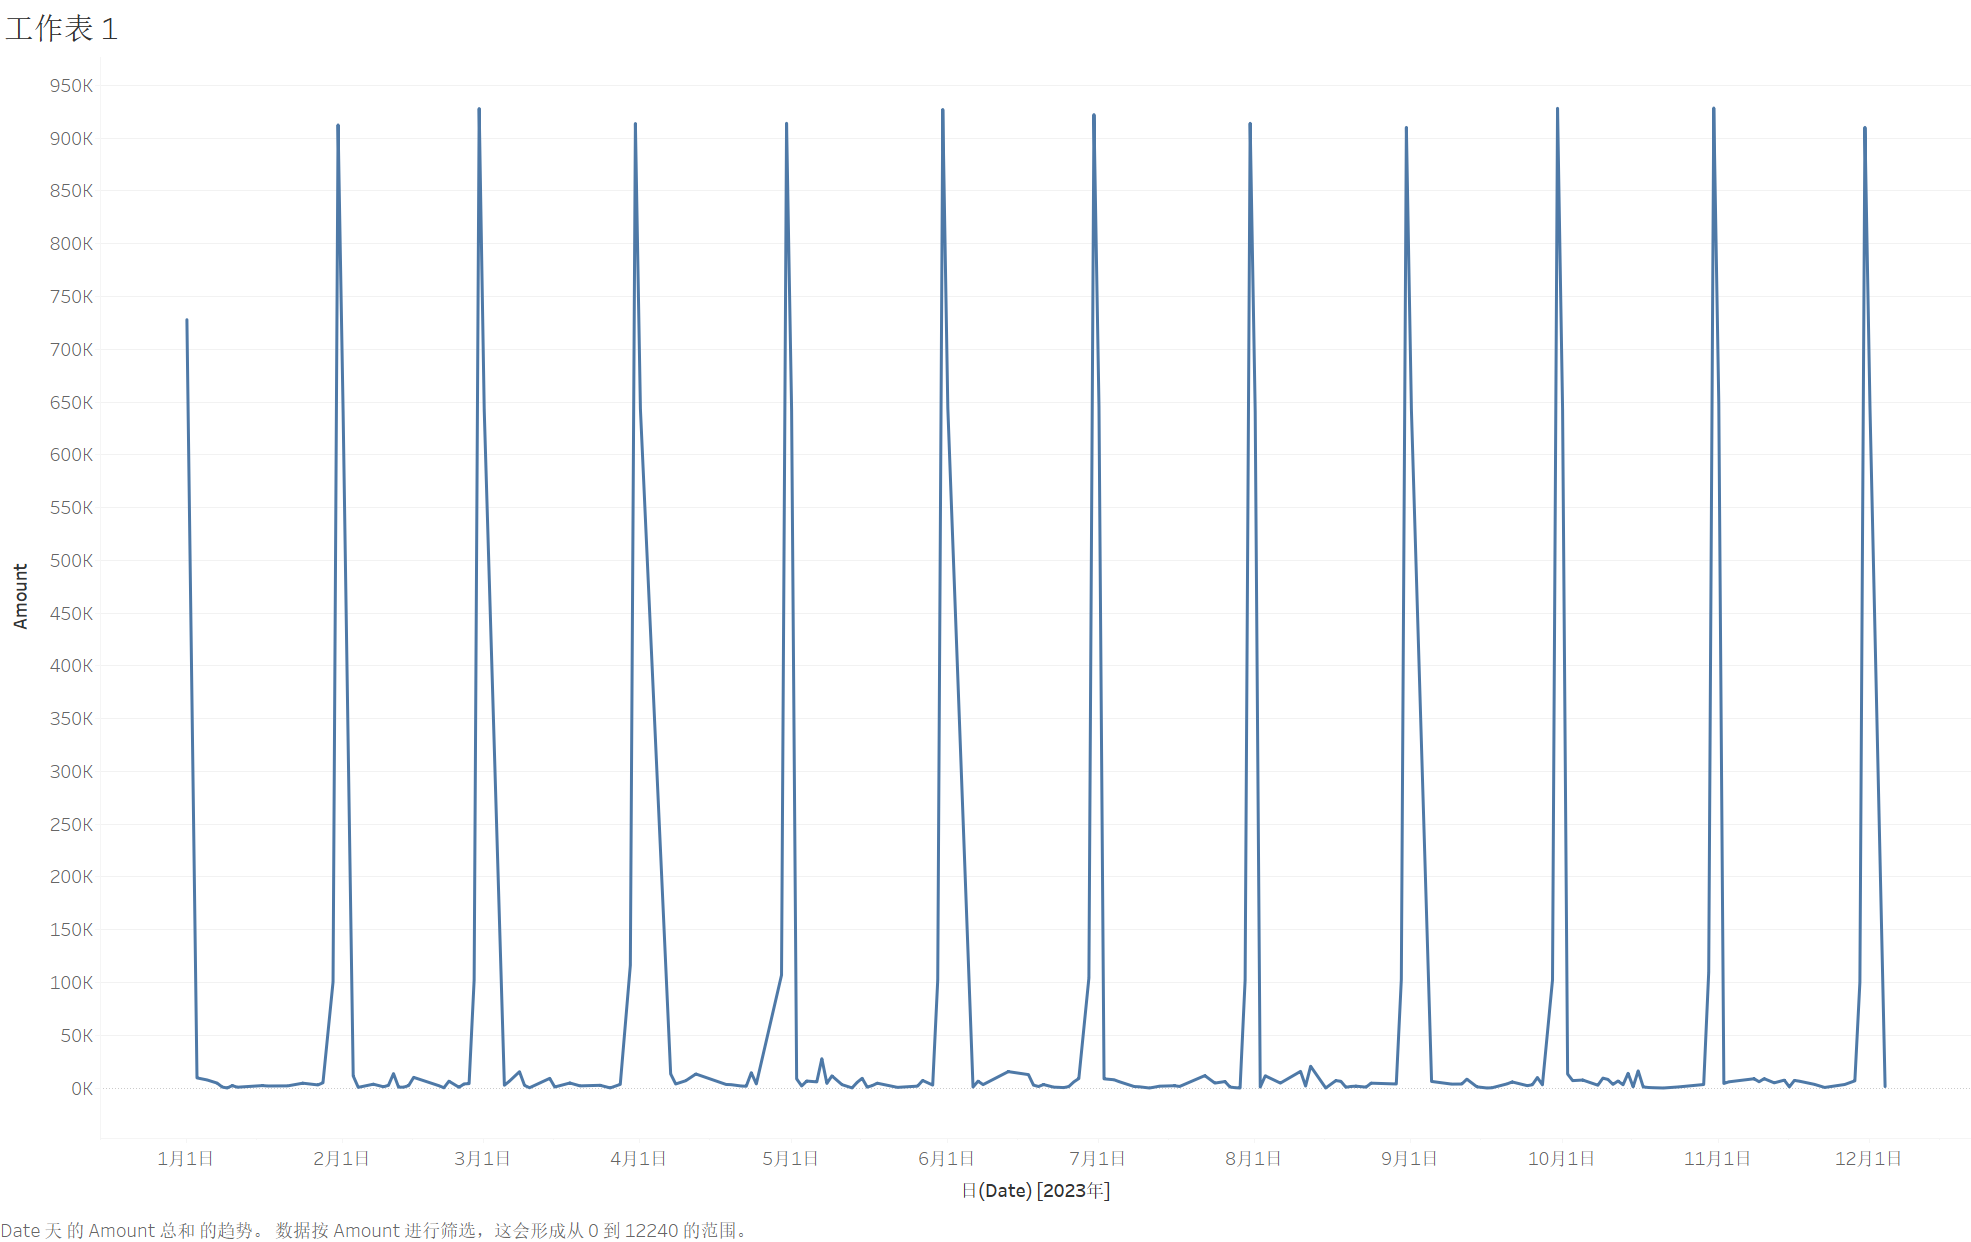 工作表 1
950K
900K
850K
800K
750K
700K
650K
600K
550K
500K
450K
400K
350K
300K
250K
200K
150K
100K
50K
0K
Amount
1月1日 2月1日 3月1日 4月1日 5月1日 6月1日 7月1日 8月1日 9月1日 10月1日 11月1日 12月1日
日(Date) [2023年]
Date 天 的 Amount 总和 的趋势。 数据按 Amount 进行筛选，这会形成从 0 到 12240 的范围。